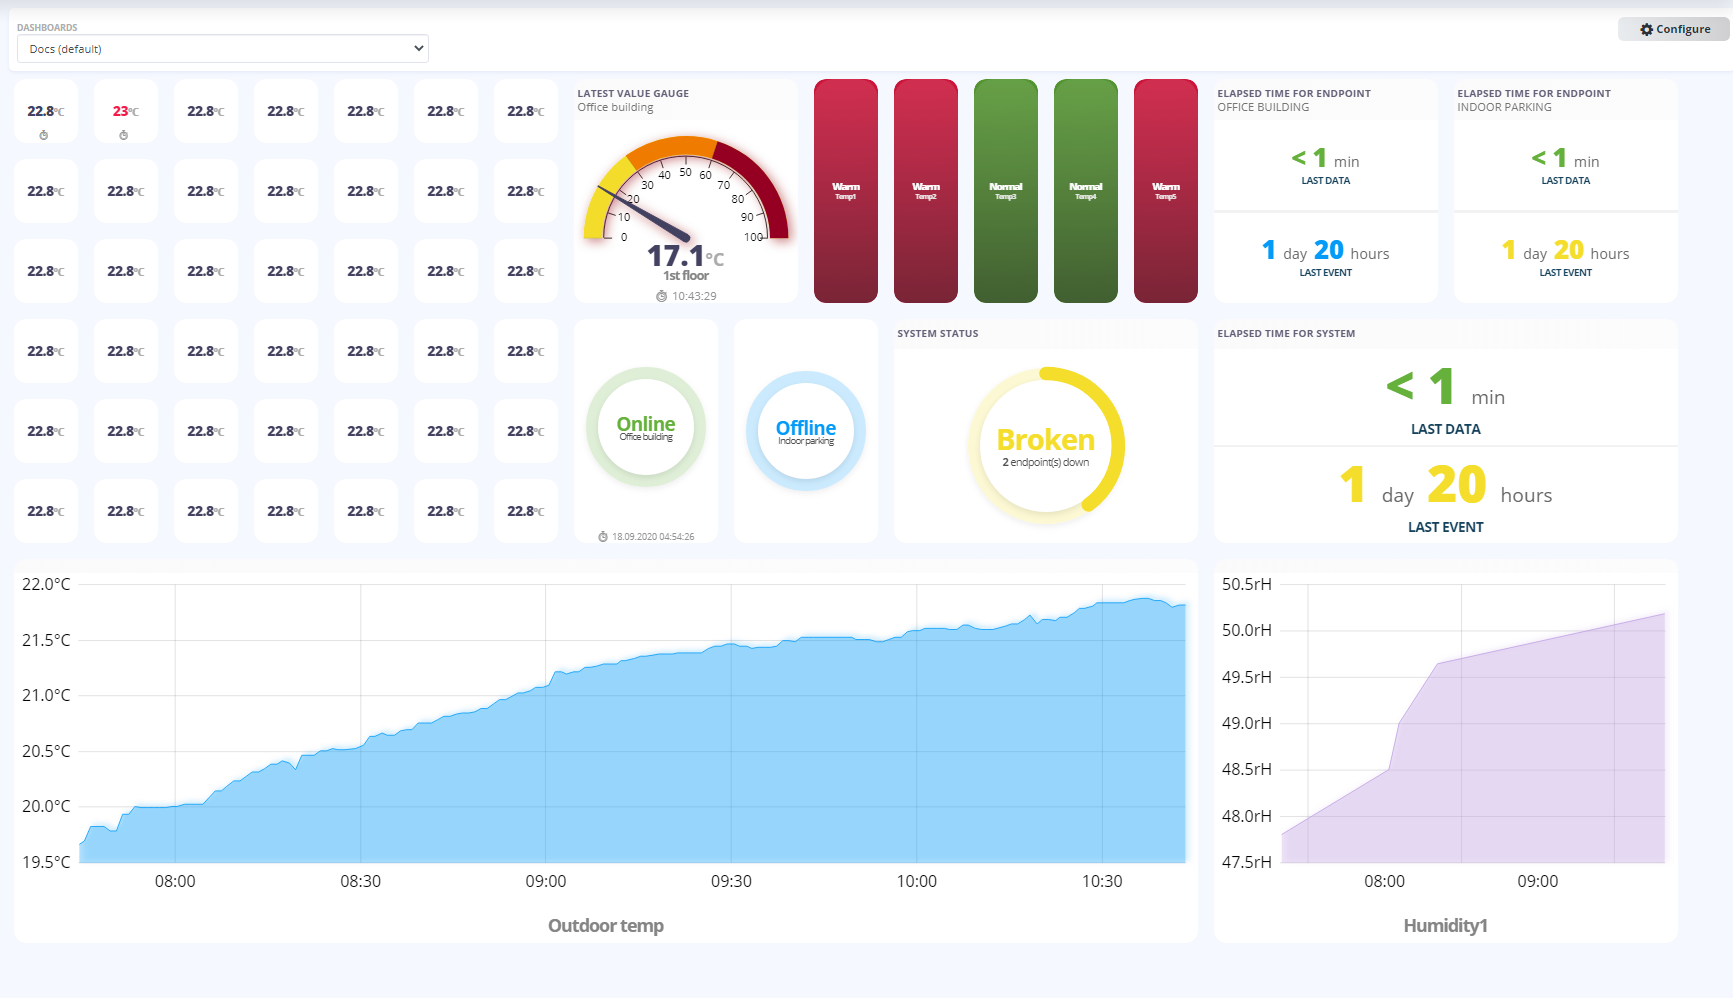 DASHBOARDS
Docs (default)
Configure
22.8°C 23°C 22.8°C 22.8°C 22.8°C 22.8°C 22.8°C
22.8°C 22.8°C 22.8°C 22.8°C 22.8°C 22.8°C 22.8°C
22.8°C 22.8°C 22.8°C 22.8°C 22.8°C 22.8°C 22.8°C
22.8°C 22.8°C 22.8°C 22.8°C 22.8°C 22.8°C 22.8°C
22.8°C 22.8°C 22.8°C 22.8°C 22.8°C 22.8°C 22.8°C
22.8°C 22.8°C 22.8°C 22.8°C 22.8°C 22.8°C 22.8°C
LATEST VALUE GAUGE
Office building
0 10 20 30 40 50 60 70 80 90 100
17.1°C
1st floor
10:43:29
Warm
Temp1
Warm
Temp2
Normal
Temp3
Normal
Temp4
Warm
Temp5
ELAPSED TIME FOR ENDPOINT
OFFICE BUILDING
< 1 min
LAST DATA
1 day 20 hours
LAST EVENT
ELAPSED TIME FOR ENDPOINT
INDOOR PARKING
< 1 min
LAST DATA
1 day 20 hours
LAST EVENT
Online
Office building
18.09.2020 04:54:26
Offline
Indoor parking
SYSTEM STATUS
Broken
2 endpoint(s) down
ELAPSED TIME FOR SYSTEM
< 1 min
LAST DATA
1 day 20 hours
LAST EVENT
22.0°C
21.5°C
21.0°C
20.5°C
20.0°C
19.5°C
08:00 08:30 09:00 09:30 10:00 10:30
Outdoor temp
50.5rH
50.0rH
49.5rH
49.0rH
48.5rH
48.0rH
47.5rH
08:00 09:00
Humidity1